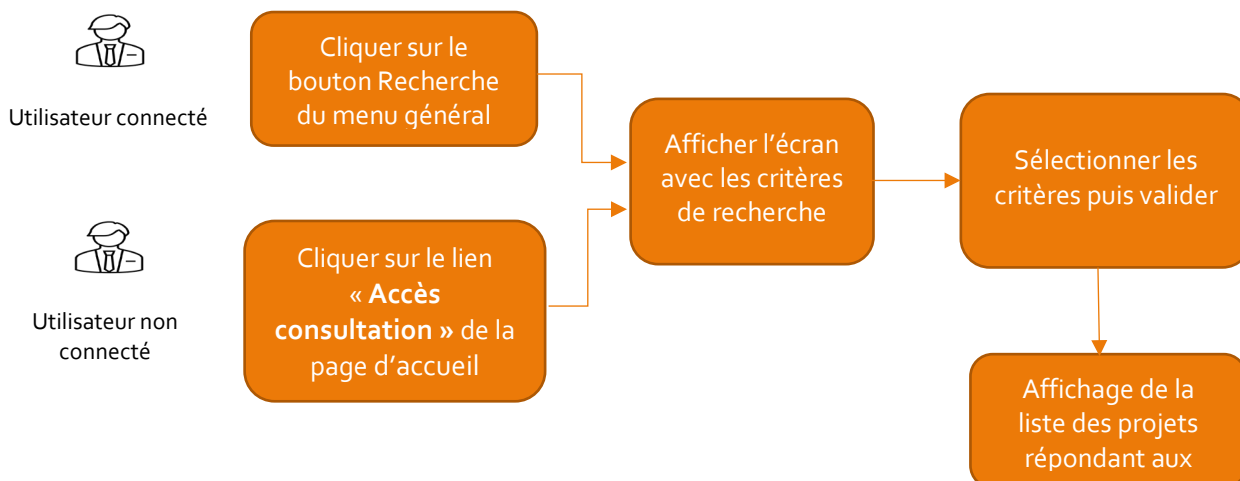 Utilisateur connecté
Cliquer sur le
bouton Recherche
du menu général
Utilisateur non
connecté
Cliquer sur le lien
« Accès
consultation » de la
page d’accueil
Afficher l’écran
avec les critères
de recherche
Sélectionner les
critères puis valider
Affichage de la
liste des projets
répondant aux